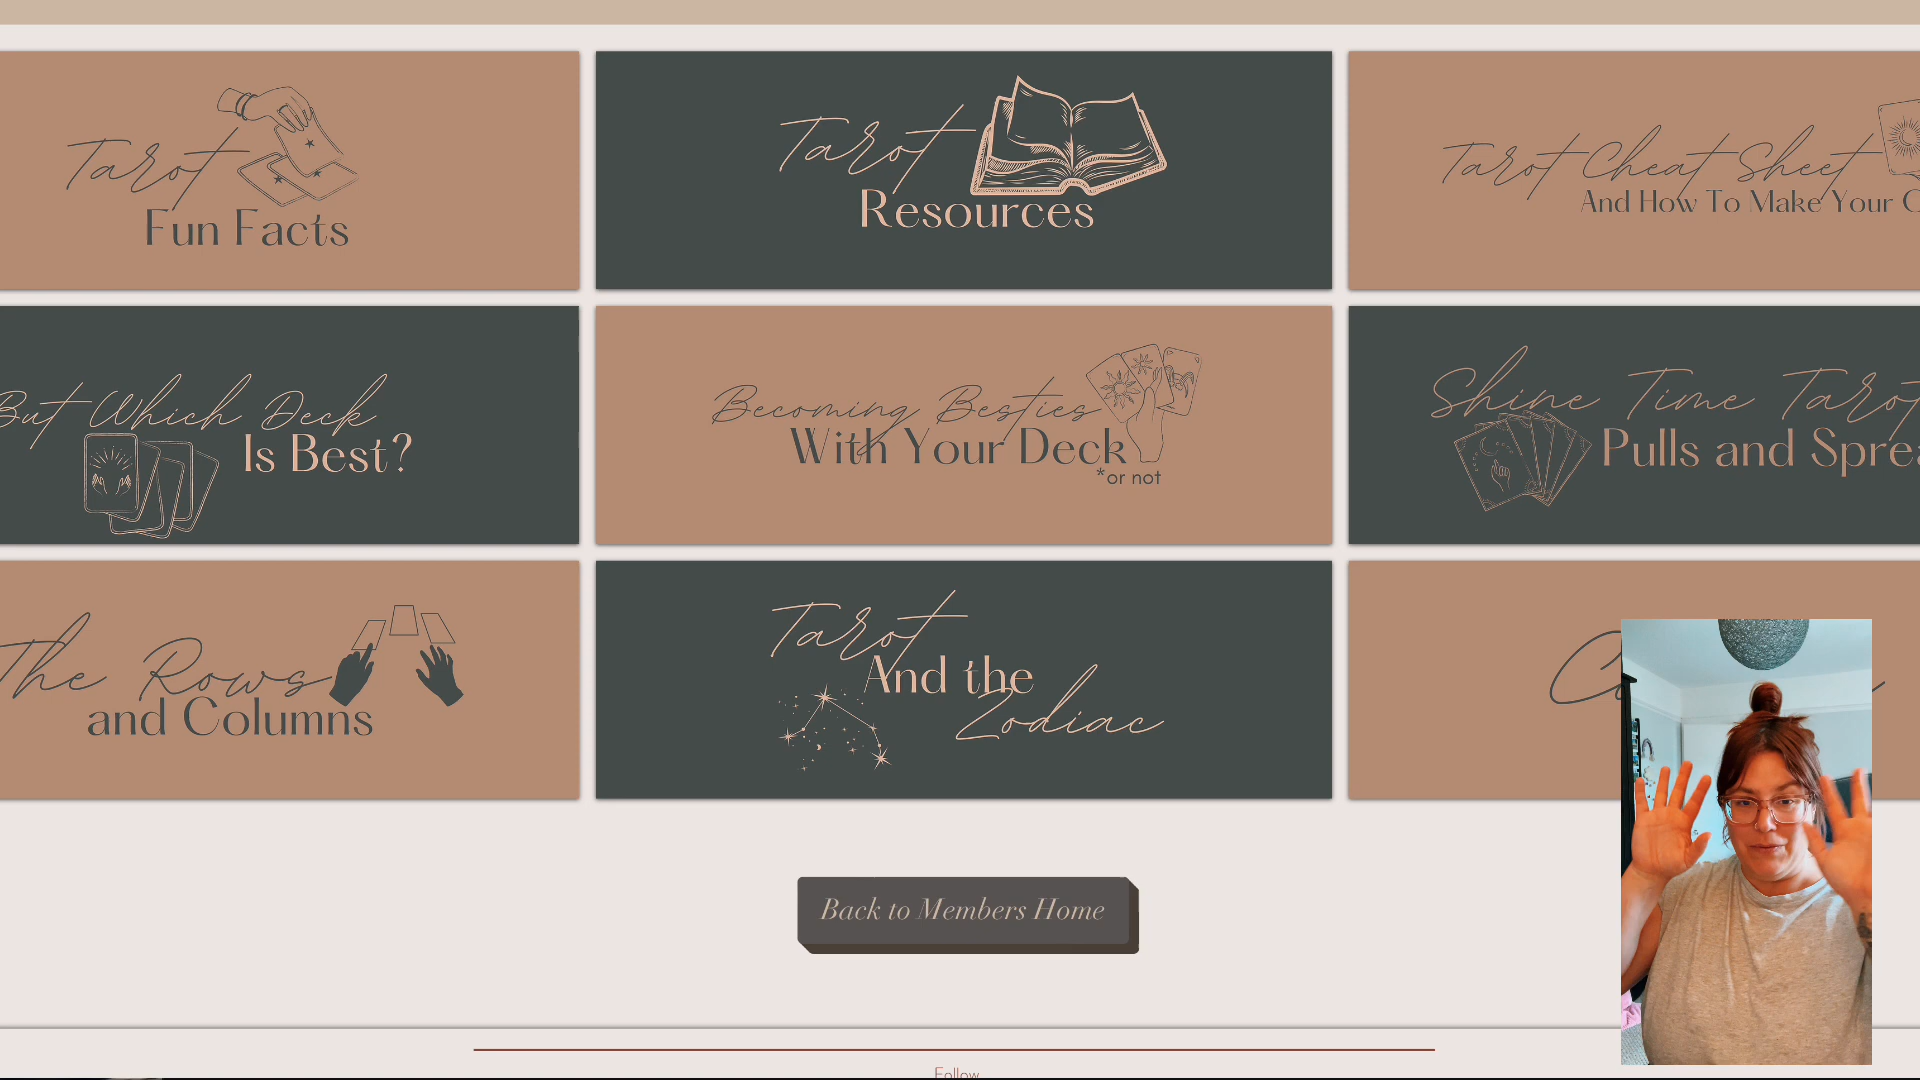 Tarot
Fun Facts
Tarot
Resources
Tarot Cheat Sheet
And How To Make Your
But Which Deck
Is Best?
Becoming Besties
With Your Deck
*or not
Shine Time Tarot
Pulls and Sprea
The Rows
and Columns
Tarot
And the
Zodiac
Back to Members Home
Follow